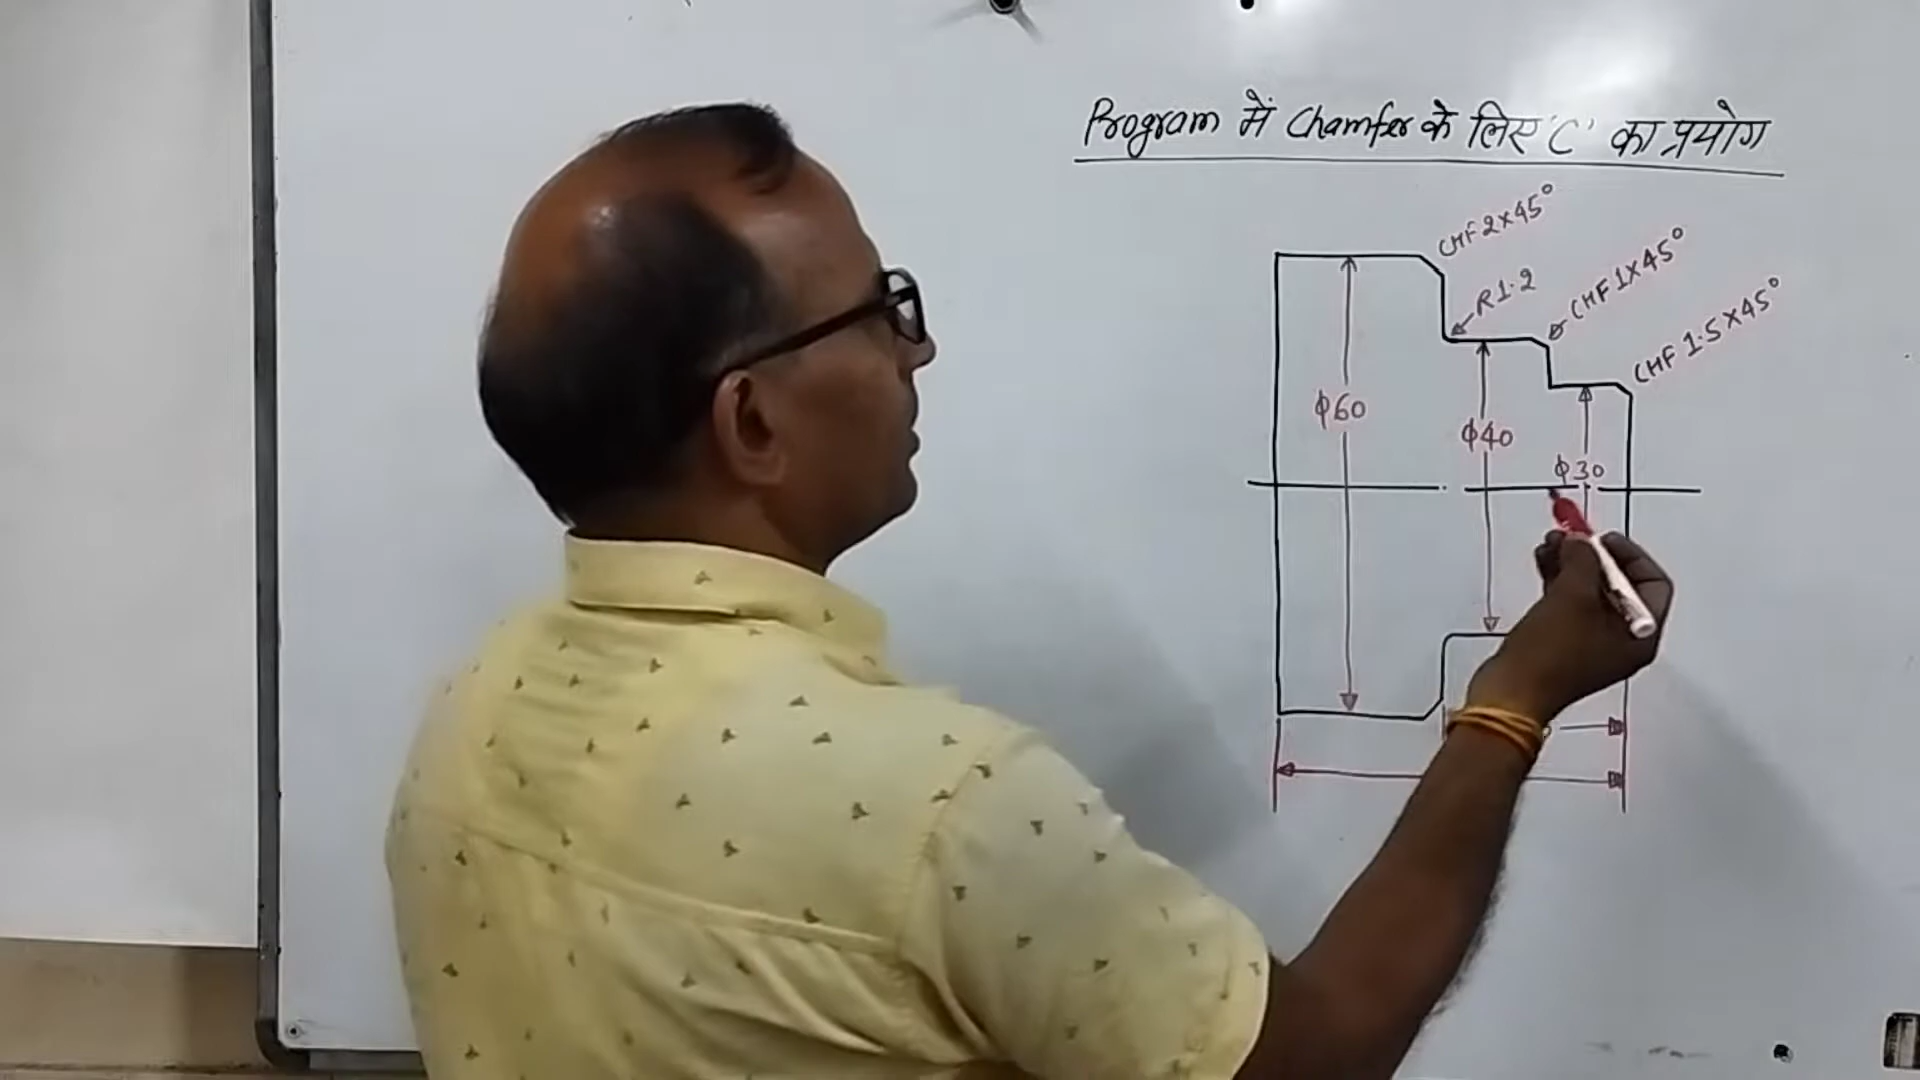 Program में Chamfer के लिए 'C' का प्रयोग
CHF 2×45°
CHF 1×45°
R1.2
CHF 1.5×45°
φ60
φ40
φ30